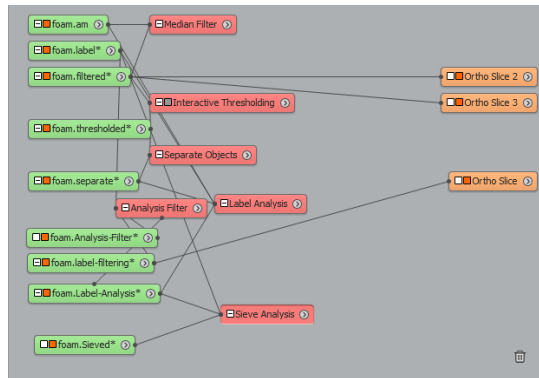 foam.am
Median Filter
foam.label*
foam.filtered*
Ortho Slice 2
Interactive Thresholding
Ortho Slice 3
foam.thresholded*
Separate Objects
foam.separate*
Ortho Slice
Analysis Filter
Label Analysis
foam.Analysis-Filter*
foam.label-filtering*
foam.Label-Analysis*
Sieve Analysis
foam.Sieved*